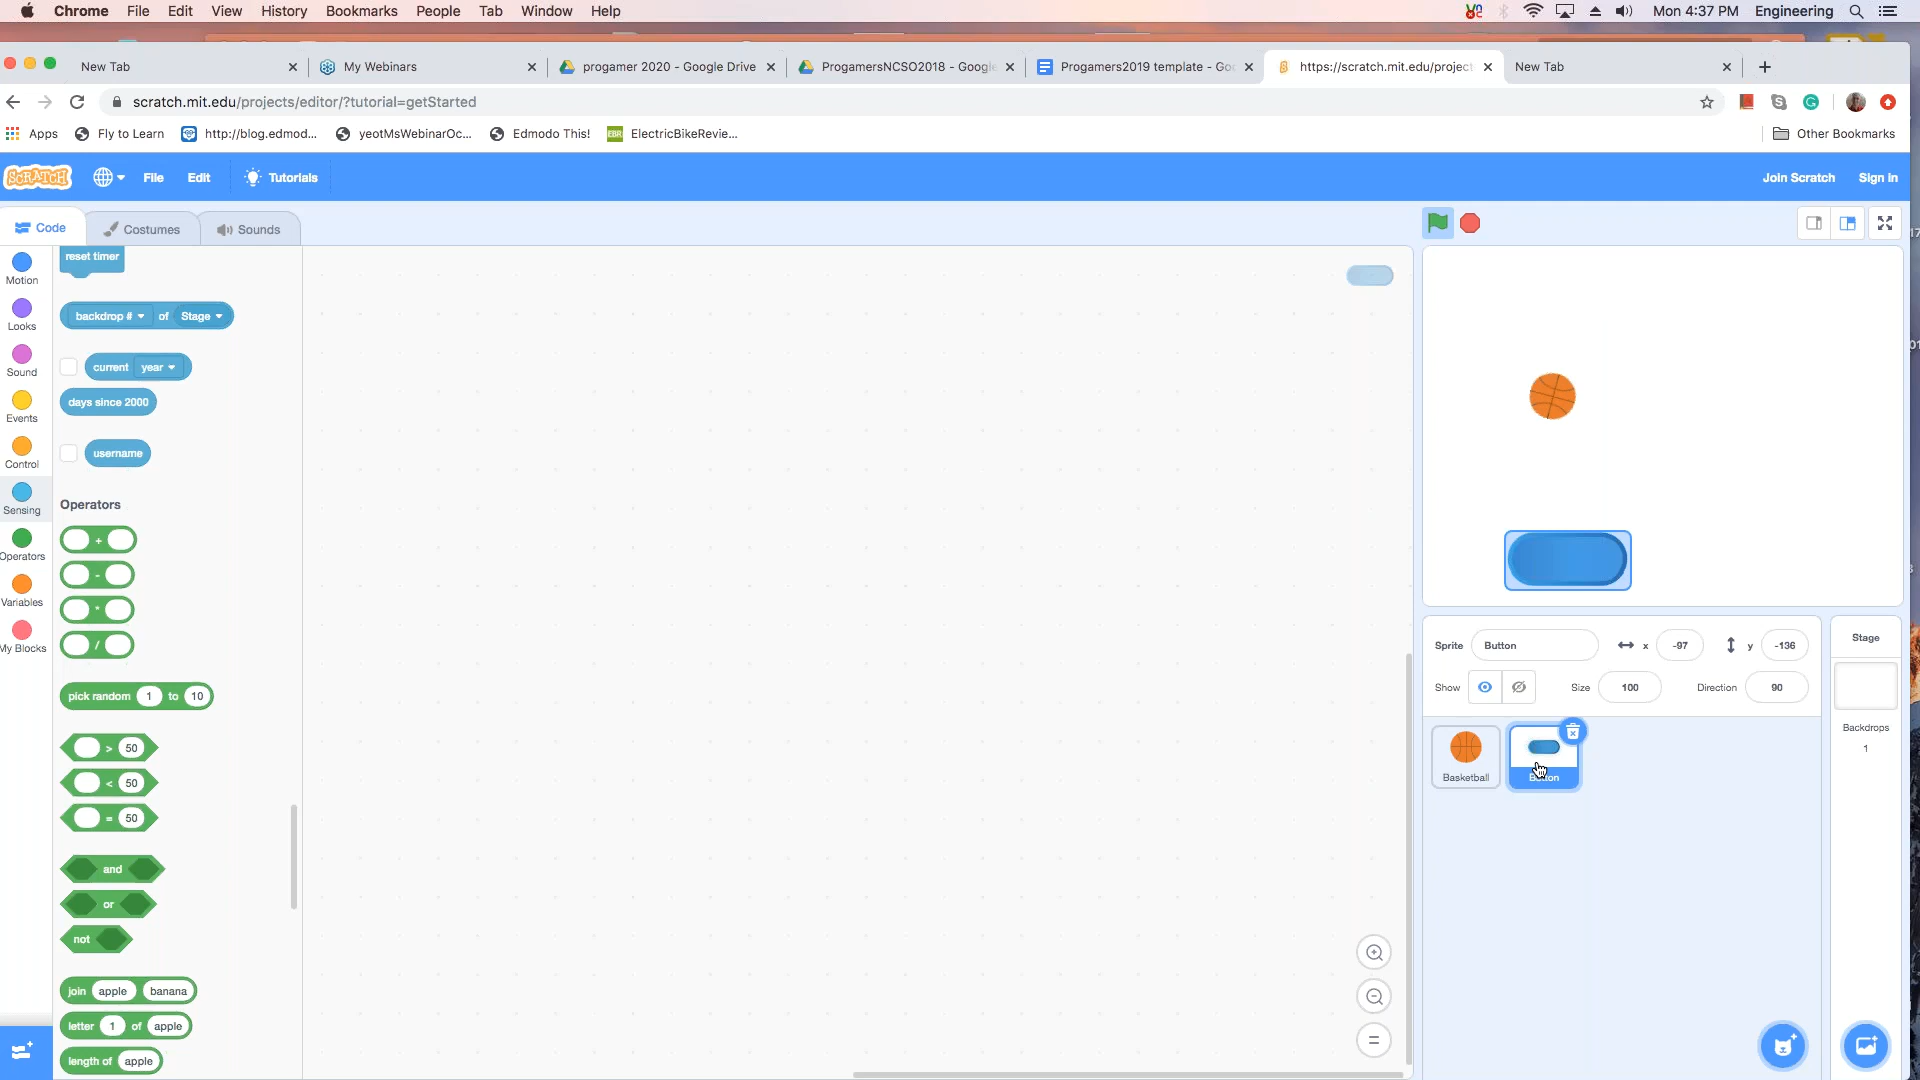 Chrome File Edit View History Bookmarks People Tab Window Help Mon 4:37 PM Engineering
New Tab My Webinars progamer 2020 - Google Drive ProgamersNCSO2018 - Google Progamers2019 template - Go https://scratch.mit.edu/project New Tab
scratch.mit.edu/projects/editor/?tutorial=getStarted
Apps Fly to Learn http://blog.edmod... yeotMsWebinarOc... Edmodo This! EBR ElectricBikeRevie... Other Bookmarks
SCRATCH File Edit Tutorials Join Scratch Sign in
Code Costumes Sounds
Motion
Looks
Sound
Events
Control
Sensing
Operators
Variables
My Blocks
reset timer
backdrop # of Stage
current year
days since 2000
username
Operators
+
-
*
/
pick random 1 to 10
> 50
< 50
= 50
and
or
not
join apple banana
letter 1 of apple
length of apple
Sprite Button x -97 y -136
Show Size 100 Direction 90
Basketball
Stage
Backdrops
1